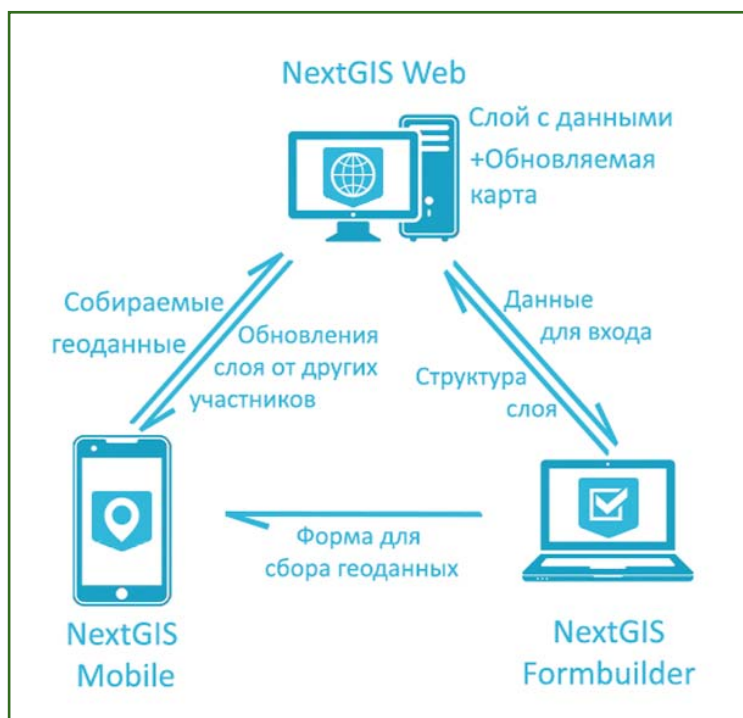 NextGIS Web
Слой с данными
+Обновляемая
карта
Собираемые
геоданные
Обновления
слоя от других
участников
Данные
для входа
Структура
слоя
Форма для
сбора геоданных
NextGIS
Mobile
NextGIS
Formbuilder